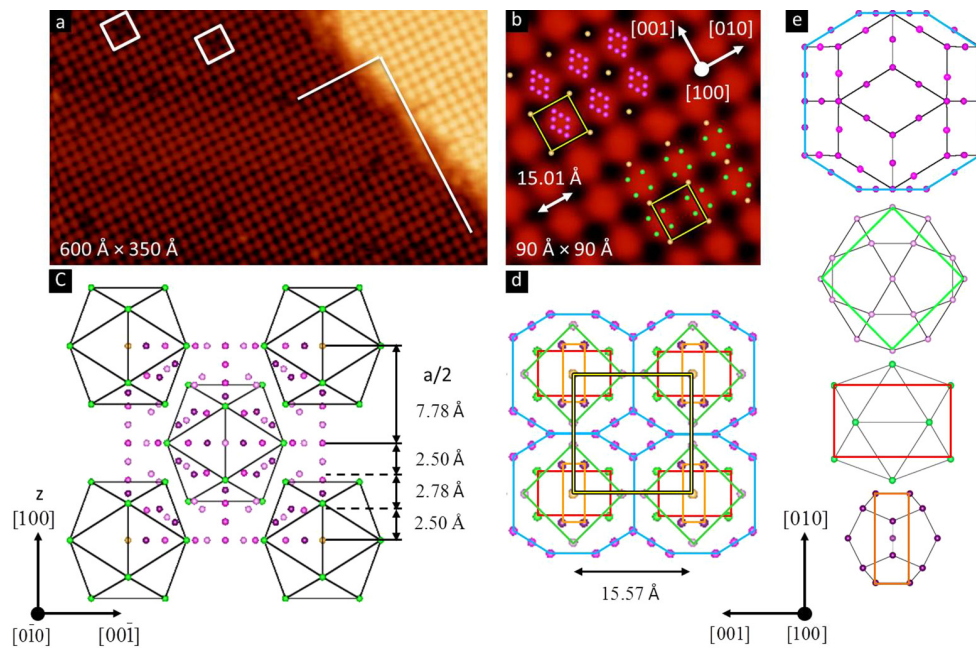 a
600 Å × 350 Å
b
[001]
[010]
[100]
15.01 Å
90 Å × 90 Å
e
c
a/2
7.78 Å
2.50 Å
2.78 Å
2.50 Å
z
[100]
[01̄0]
[001̄]
d
15.57 Å
[010]
[001]
[100]